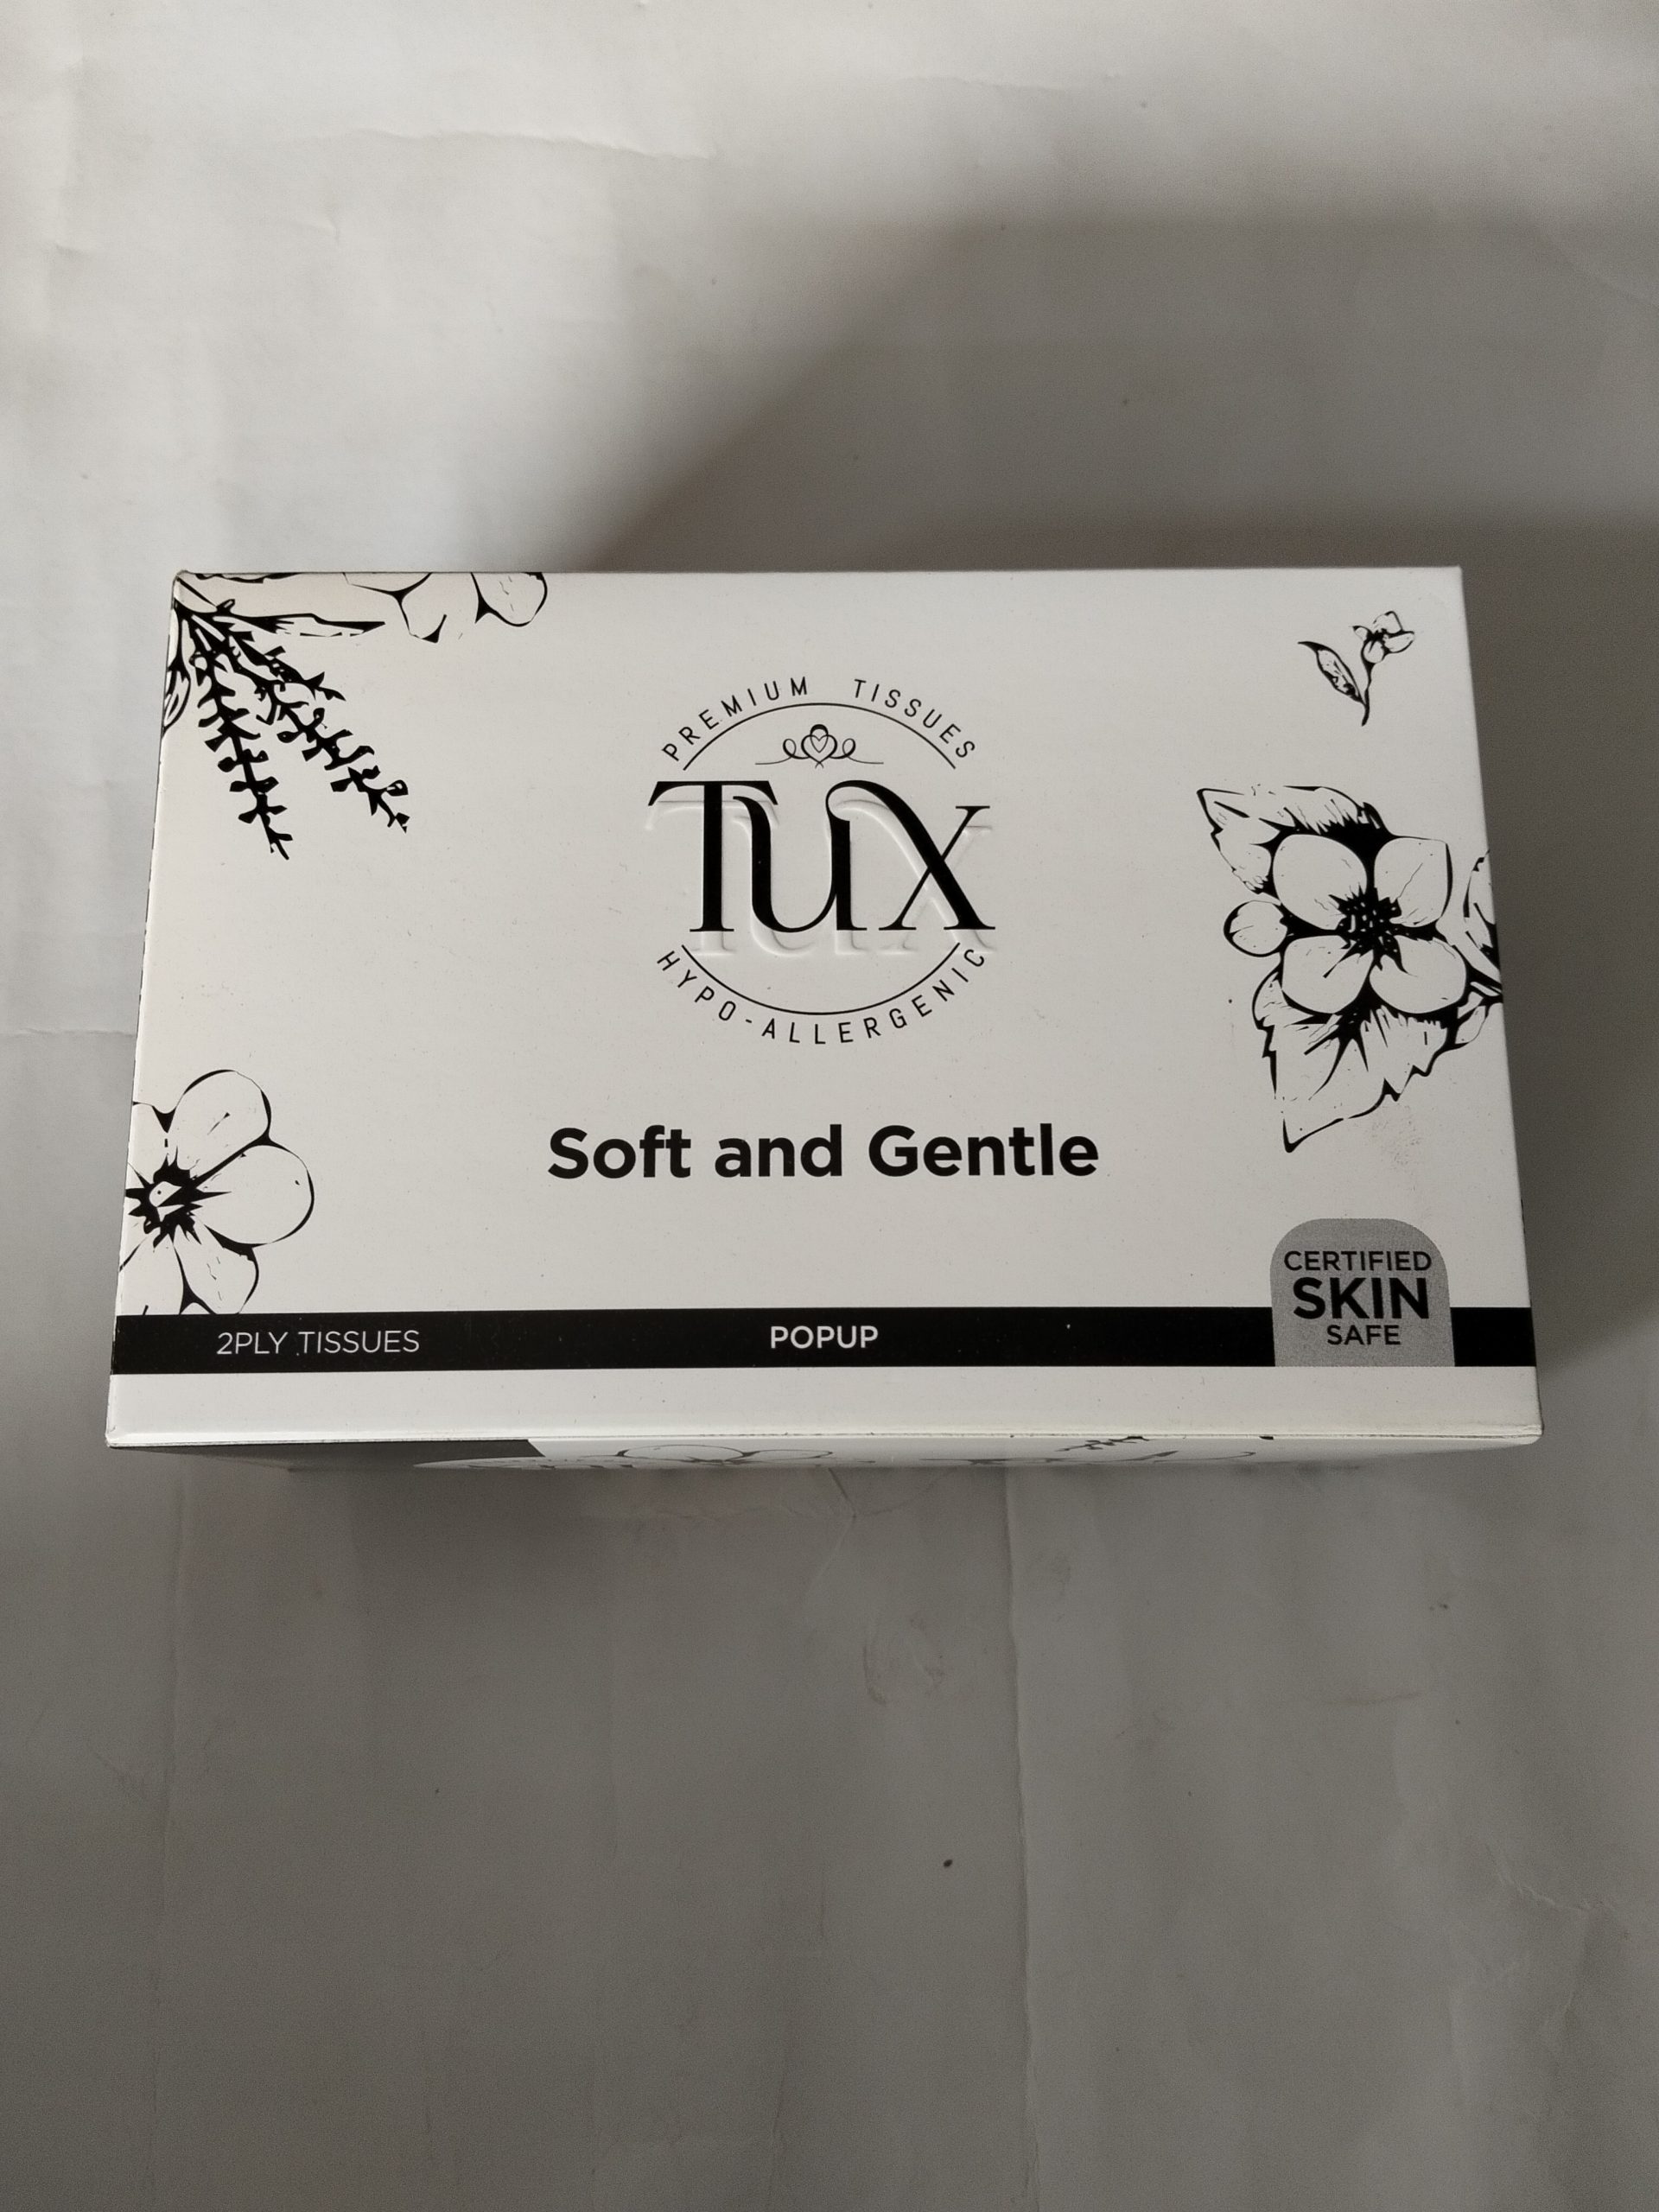 PREMIUM TISSUES
TUX
HYPO-ALLERGENIC
Soft and Gentle
CERTIFIED
SKIN
SAFE
2PLY TISSUES
POPUP